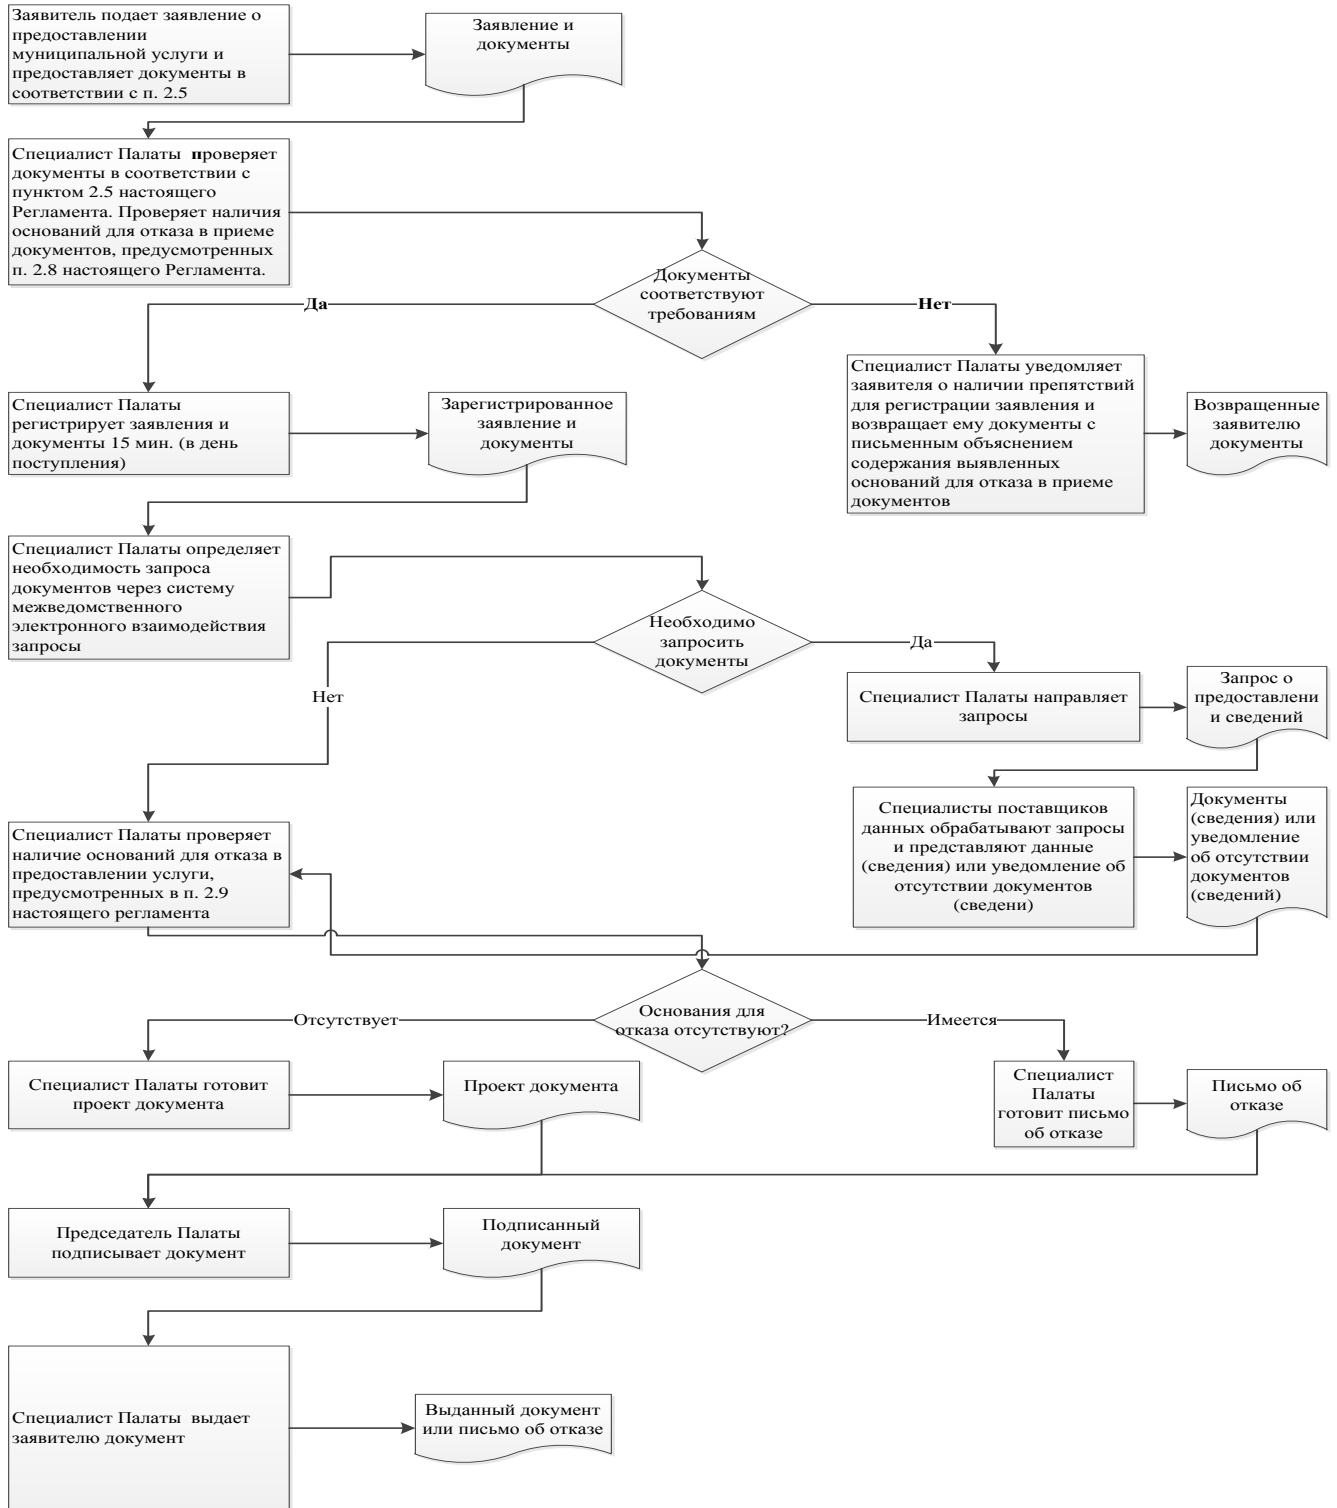 Заявитель подает заявление о
предоставлении
муниципальной услуги и
предоставляет документы в
соответствии с п. 2.5
Заявление и
документы
Специалист Палаты  проверяет
документы в соответствии с
пунктом 2.5 настоящего
Регламента. Проверяет наличия
оснований для отказа в приеме
документов, предусмотренных
п. 2.8 настоящего Регламента.
Документы
соответствуют
требованиям
Да
Нет
Специалист Палаты
регистрирует заявления и
документы 15 мин. (в день
поступления)
Зарегистрированное
заявление и
документы
Специалист Палаты уведомляет
заявителя о наличии препятствий
для регистрации заявления и
возвращает ему документы с
письменным объяснением
содержания выявленных
оснований для отказа в приеме
документов
Возвращенные
заявителю
документы
Специалист Палаты определяет
необходимость запроса
документов через систему
межведомственного
электронного взаимодействия
запросы
Необходимо
запросить
документы
Да
Нет
Специалист Палаты направляет
запросы
Запрос о
предоставлени
и сведений
Специалисты поставщиков
данных обрабатывают запросы
и представляют данные
(сведения) или уведомление об
отсутствии документов
(сведени)
Документы
(сведения) или
уведомление
об отсутствии
документов
(сведений)
Специалист Палаты проверяет
наличие оснований для отказа в
предоставлении услуги,
предусмотренных в п. 2.9
настоящего регламента
Основания для
отказа отсутствуют?
Отсутствует
Имеется
Специалист Палаты готовит
проект документа
Проект документа
Специалист
Палаты
готовит письмо
об отказе
Письмо об
отказе
Председатель Палаты
подписывает документ
Подписанный
документ
Специалист Палаты  выдает
заявителю документ
Выданный документ
или письмо об отказе